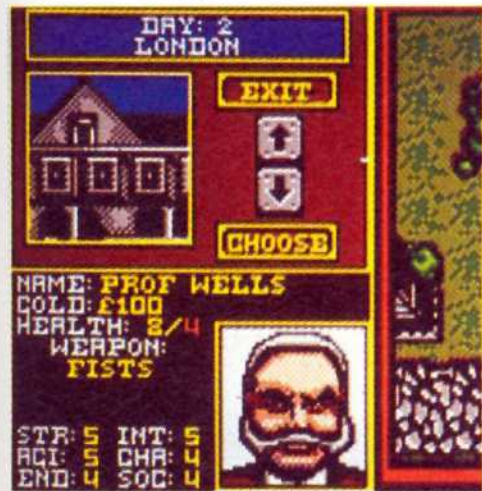 DAY: 2
LONDON
EXIT
CHOOSE
NAME: PROF WELLS
GOLD: £100
HEALTH: 8/4
WEAPON:
FISTS
STR: 5 INT: 5
AGI: 5 CHA: 4
END: 4 SOC: 4